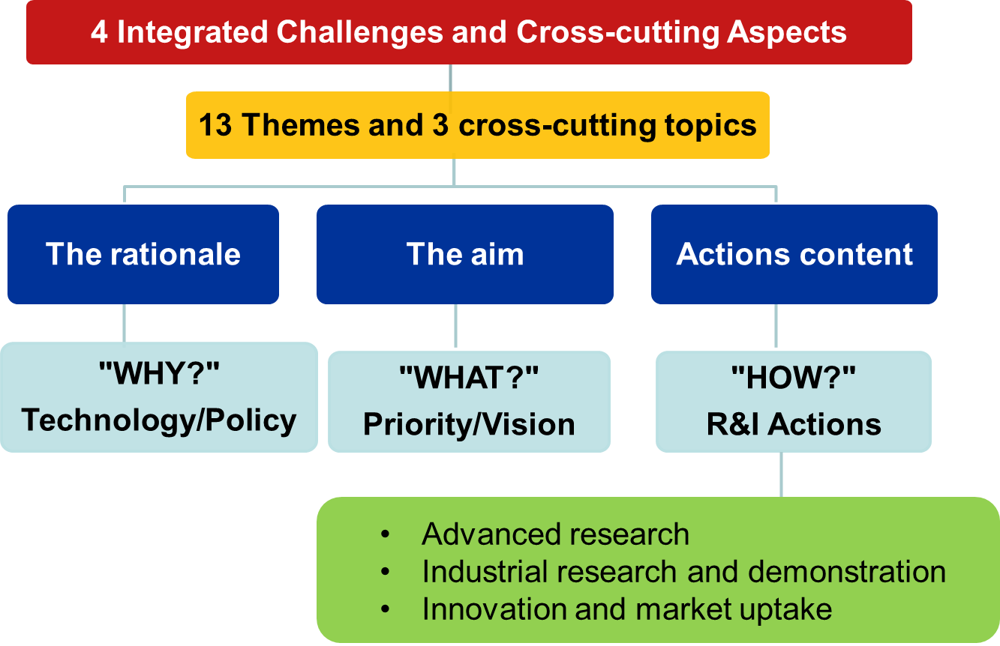 4 Integrated Challenges and Cross-cutting Aspects
13 Themes and 3 cross-cutting topics
The rationale
The aim
Actions content
"WHY?"
Technology/Policy
"WHAT?"
Priority/Vision
"HOW?"
R&I Actions
• Advanced research
• Industrial research and demonstration
• Innovation and market uptake